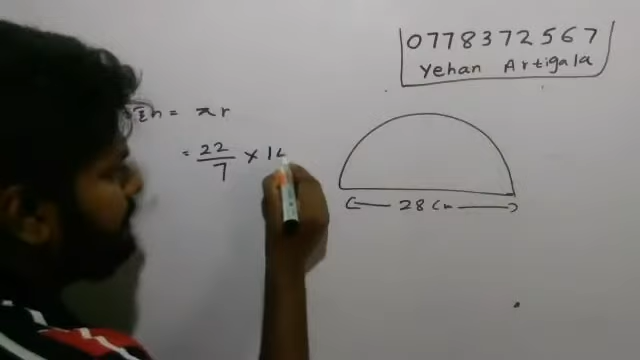 0778372567
Yehan Artigala
= πr
= 22/7 × 14
28 cm